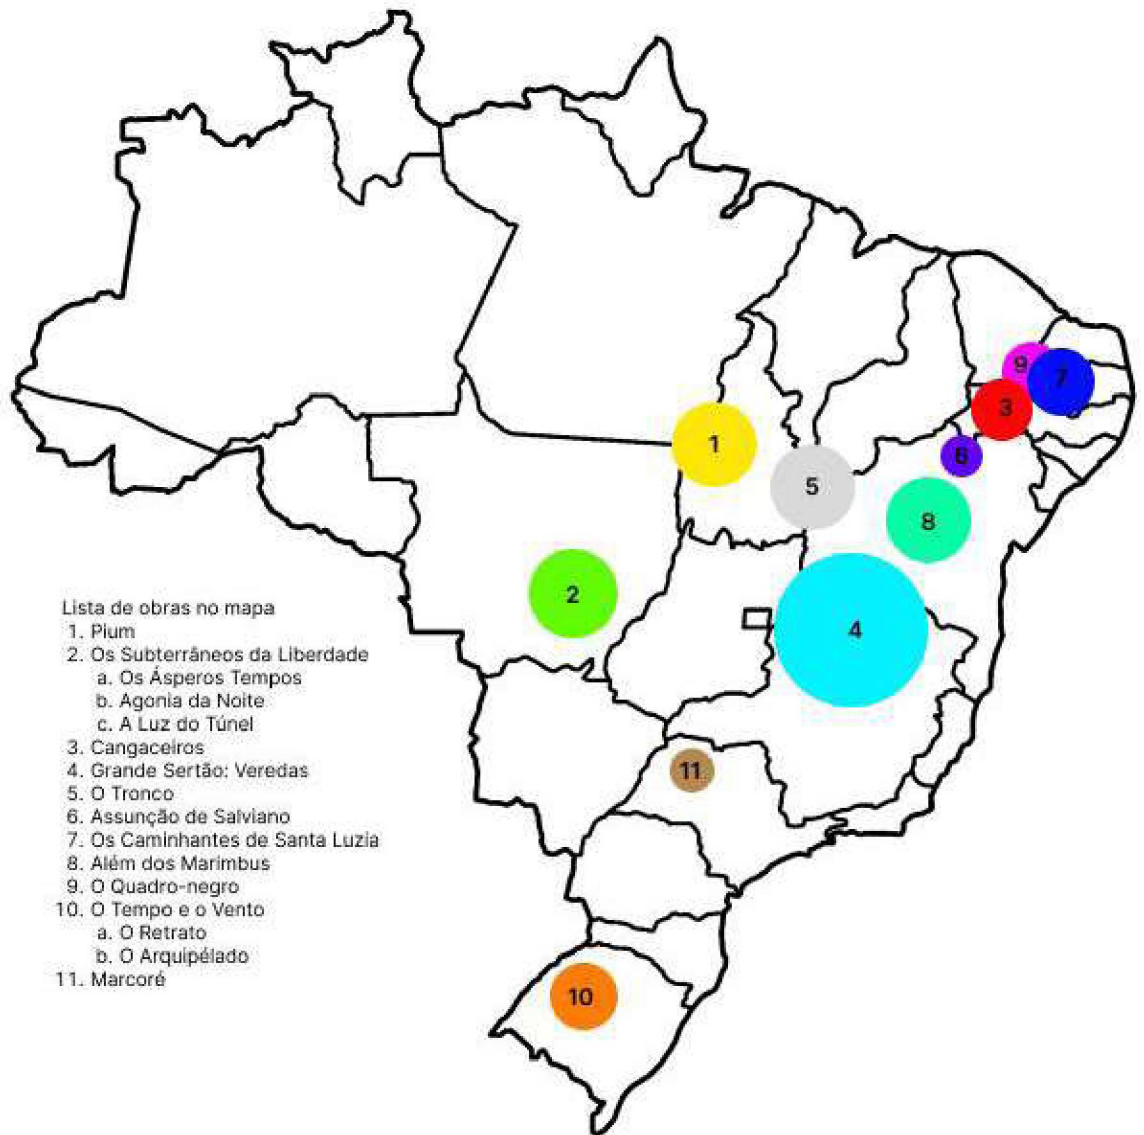 9
7
3
1
6
5
8
2
4
Lista de obras no mapa
1. Pium
2. Os Subterrâneos da Liberdade
a. Os Ásperos Tempos
b. Agonia da Noite
c. A Luz do Túnel
3. Cangaceiros
4. Grande Sertão: Veredas
5. O Tronco
6. Assunção de Salviano
7. Os Caminhantes de Santa Luzia
8. Além dos Marimbus
9. O Quadro-negro
10. O Tempo e o Vento
a. O Retrato
b. O Arquipélado
11. Marcoré
11
10